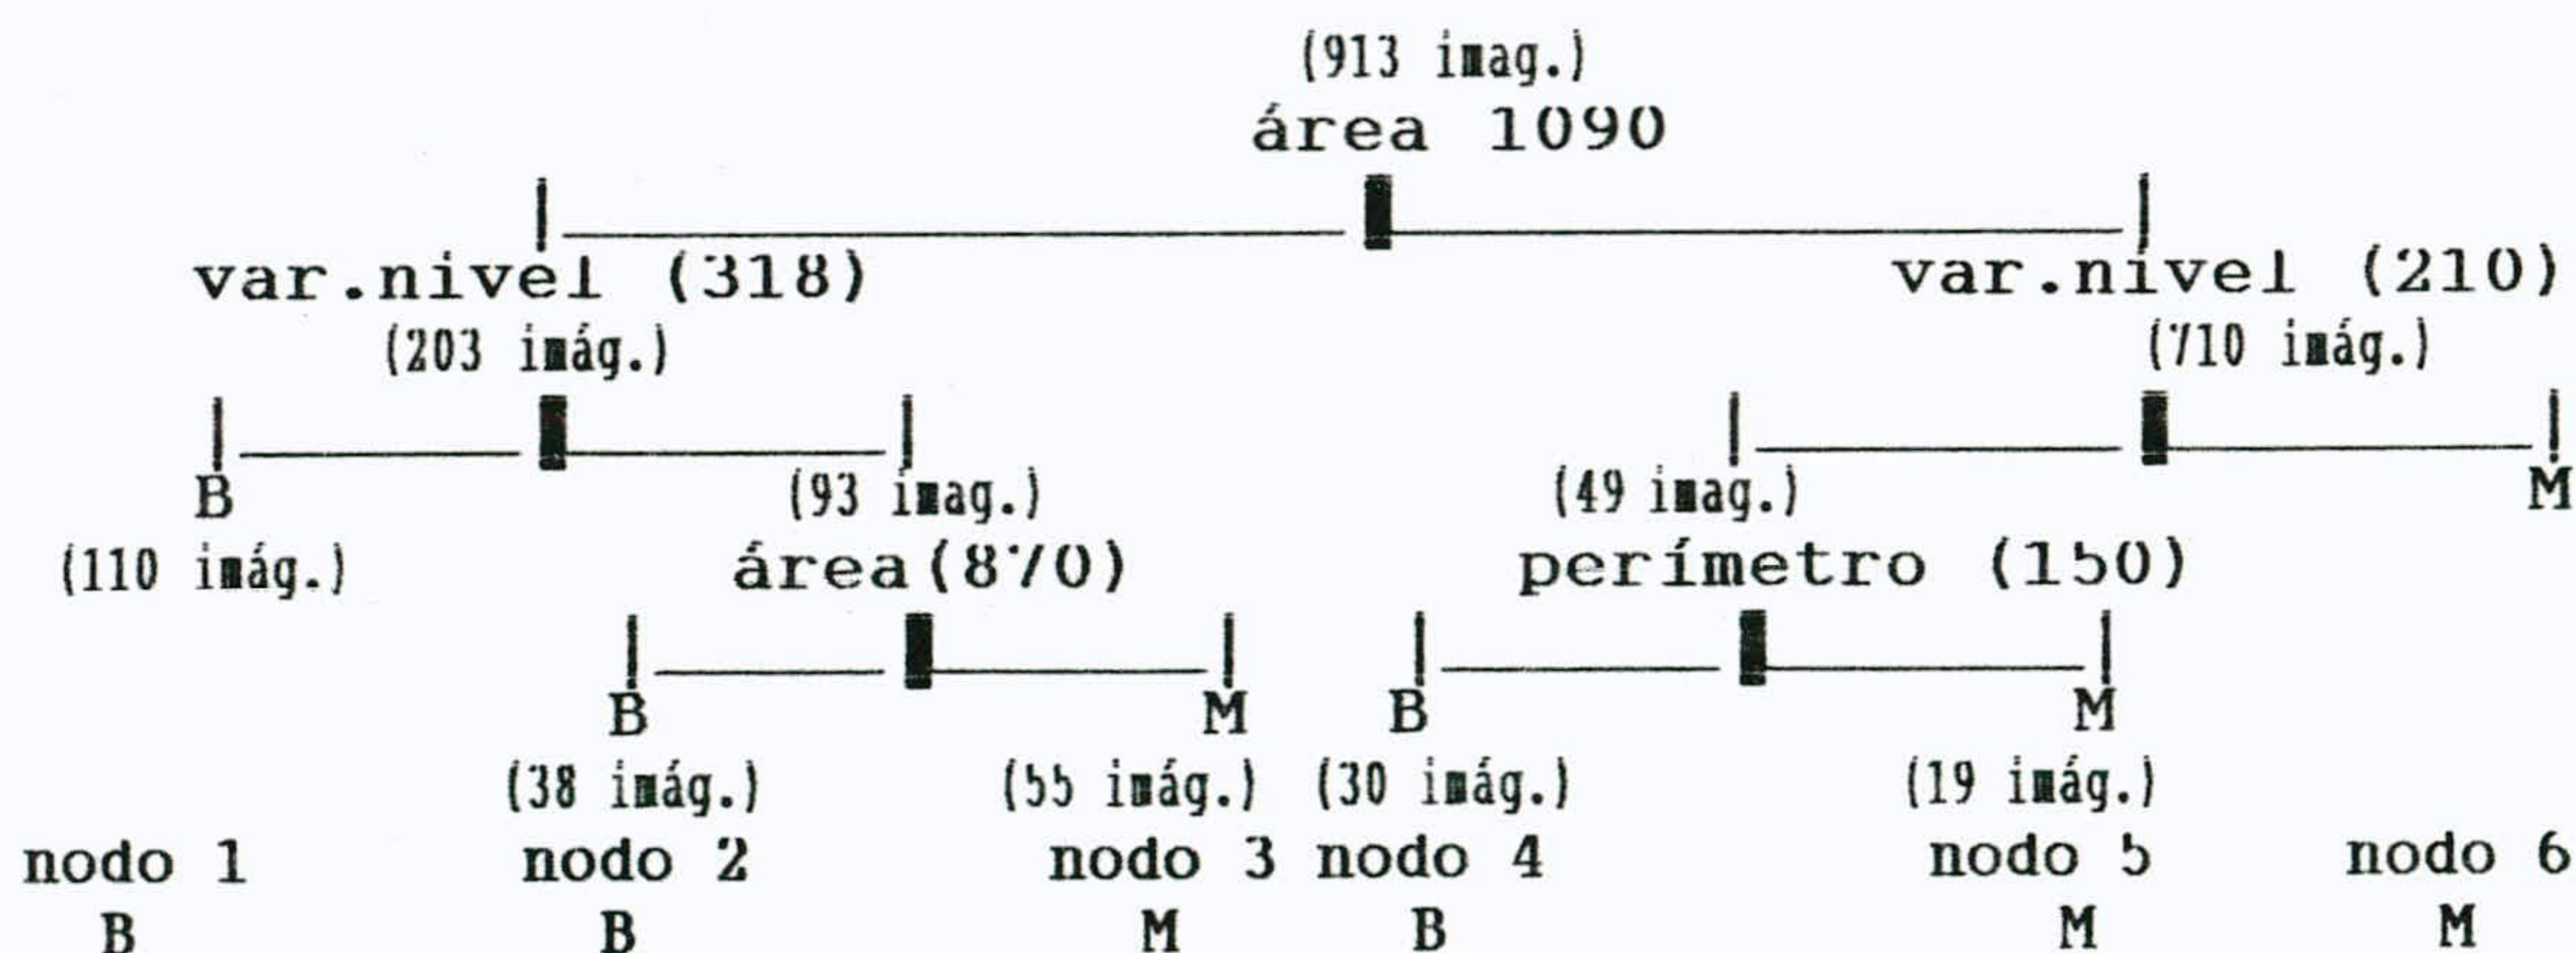 (913 imag.)
área 1090
var.nivel (318) var.nivel (210)
(203 imág.) (710 imág.)
B (93 imag.) (49 imag.) M
(110 imág.) área(870) perímetro (150)
B M B M
(38 imág.) (55 imág.) (30 imág.) (19 imág.)
nodo 1 nodo 2 nodo 3 nodo 4 nodo 5 nodo 6
B B M B M M